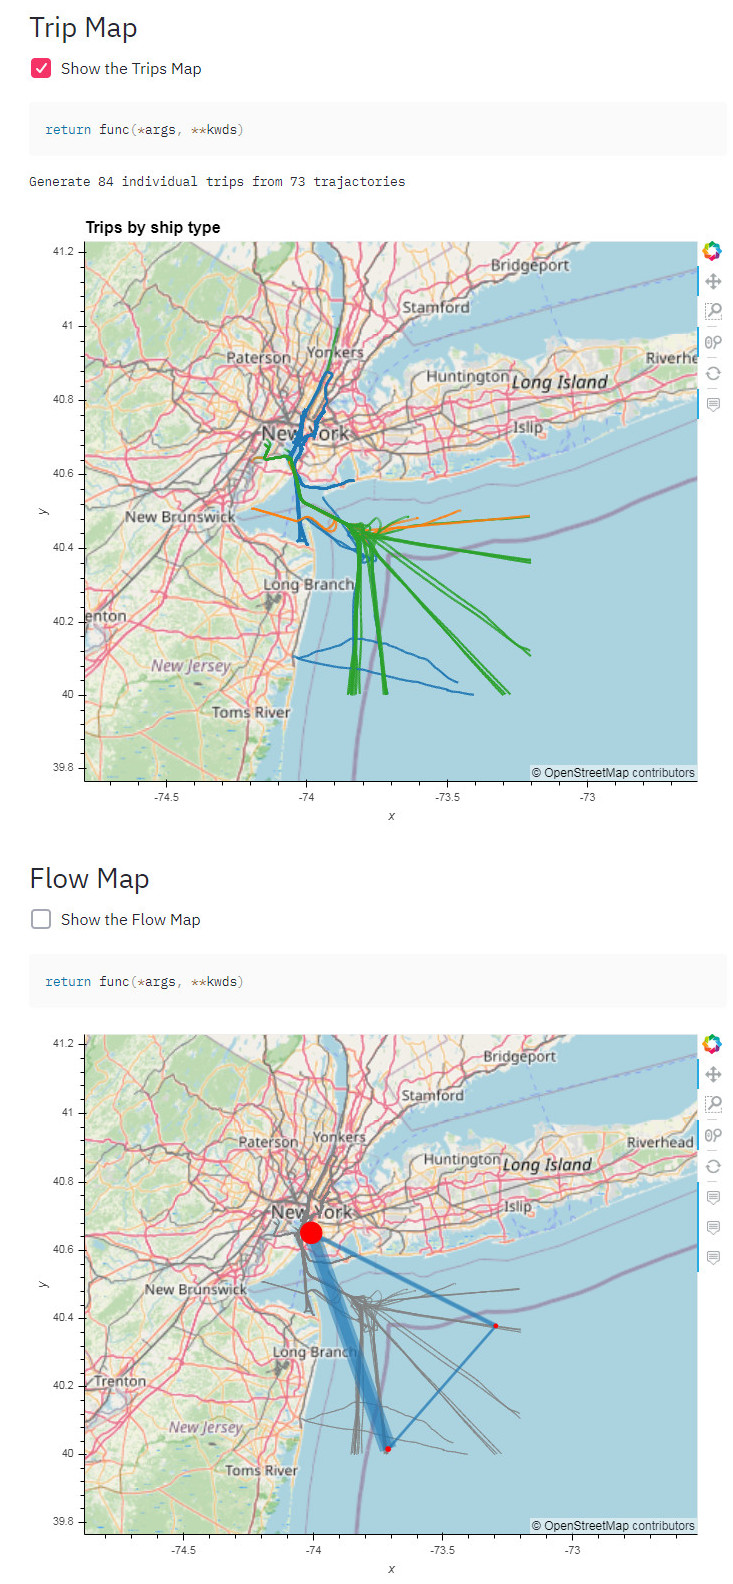 Trip Map
Show the Trips Map
return func(*args, **kwds)
Generate 84 individual trips from 73 trajactories
Trips by ship type
41.2
41
40.8
40.6
40.4
40.2
40
39.8
y
Bridgeport
Stamford
Paterson
Yonkers
Riverhe
Huntington
Long Island
New York
Islip
New Brunswick
Long Branch
enton
New Jersey
Toms River
© OpenStreetMap contributors
-74.5
-74
-73.5
-73
x
Flow Map
Show the Flow Map
return func(*args, **kwds)
41.2
41
40.8
40.6
40.4
40.2
40
39.8
y
Bridgeport
Stamford
Paterson
Yonkers
Riverhead
Huntington
Long Island
New York
Islip
New Brunswick
Long Branch
Trenton
New Jersey
Toms River
© OpenStreetMap contributors
-74.5
-74
-73.5
-73
x